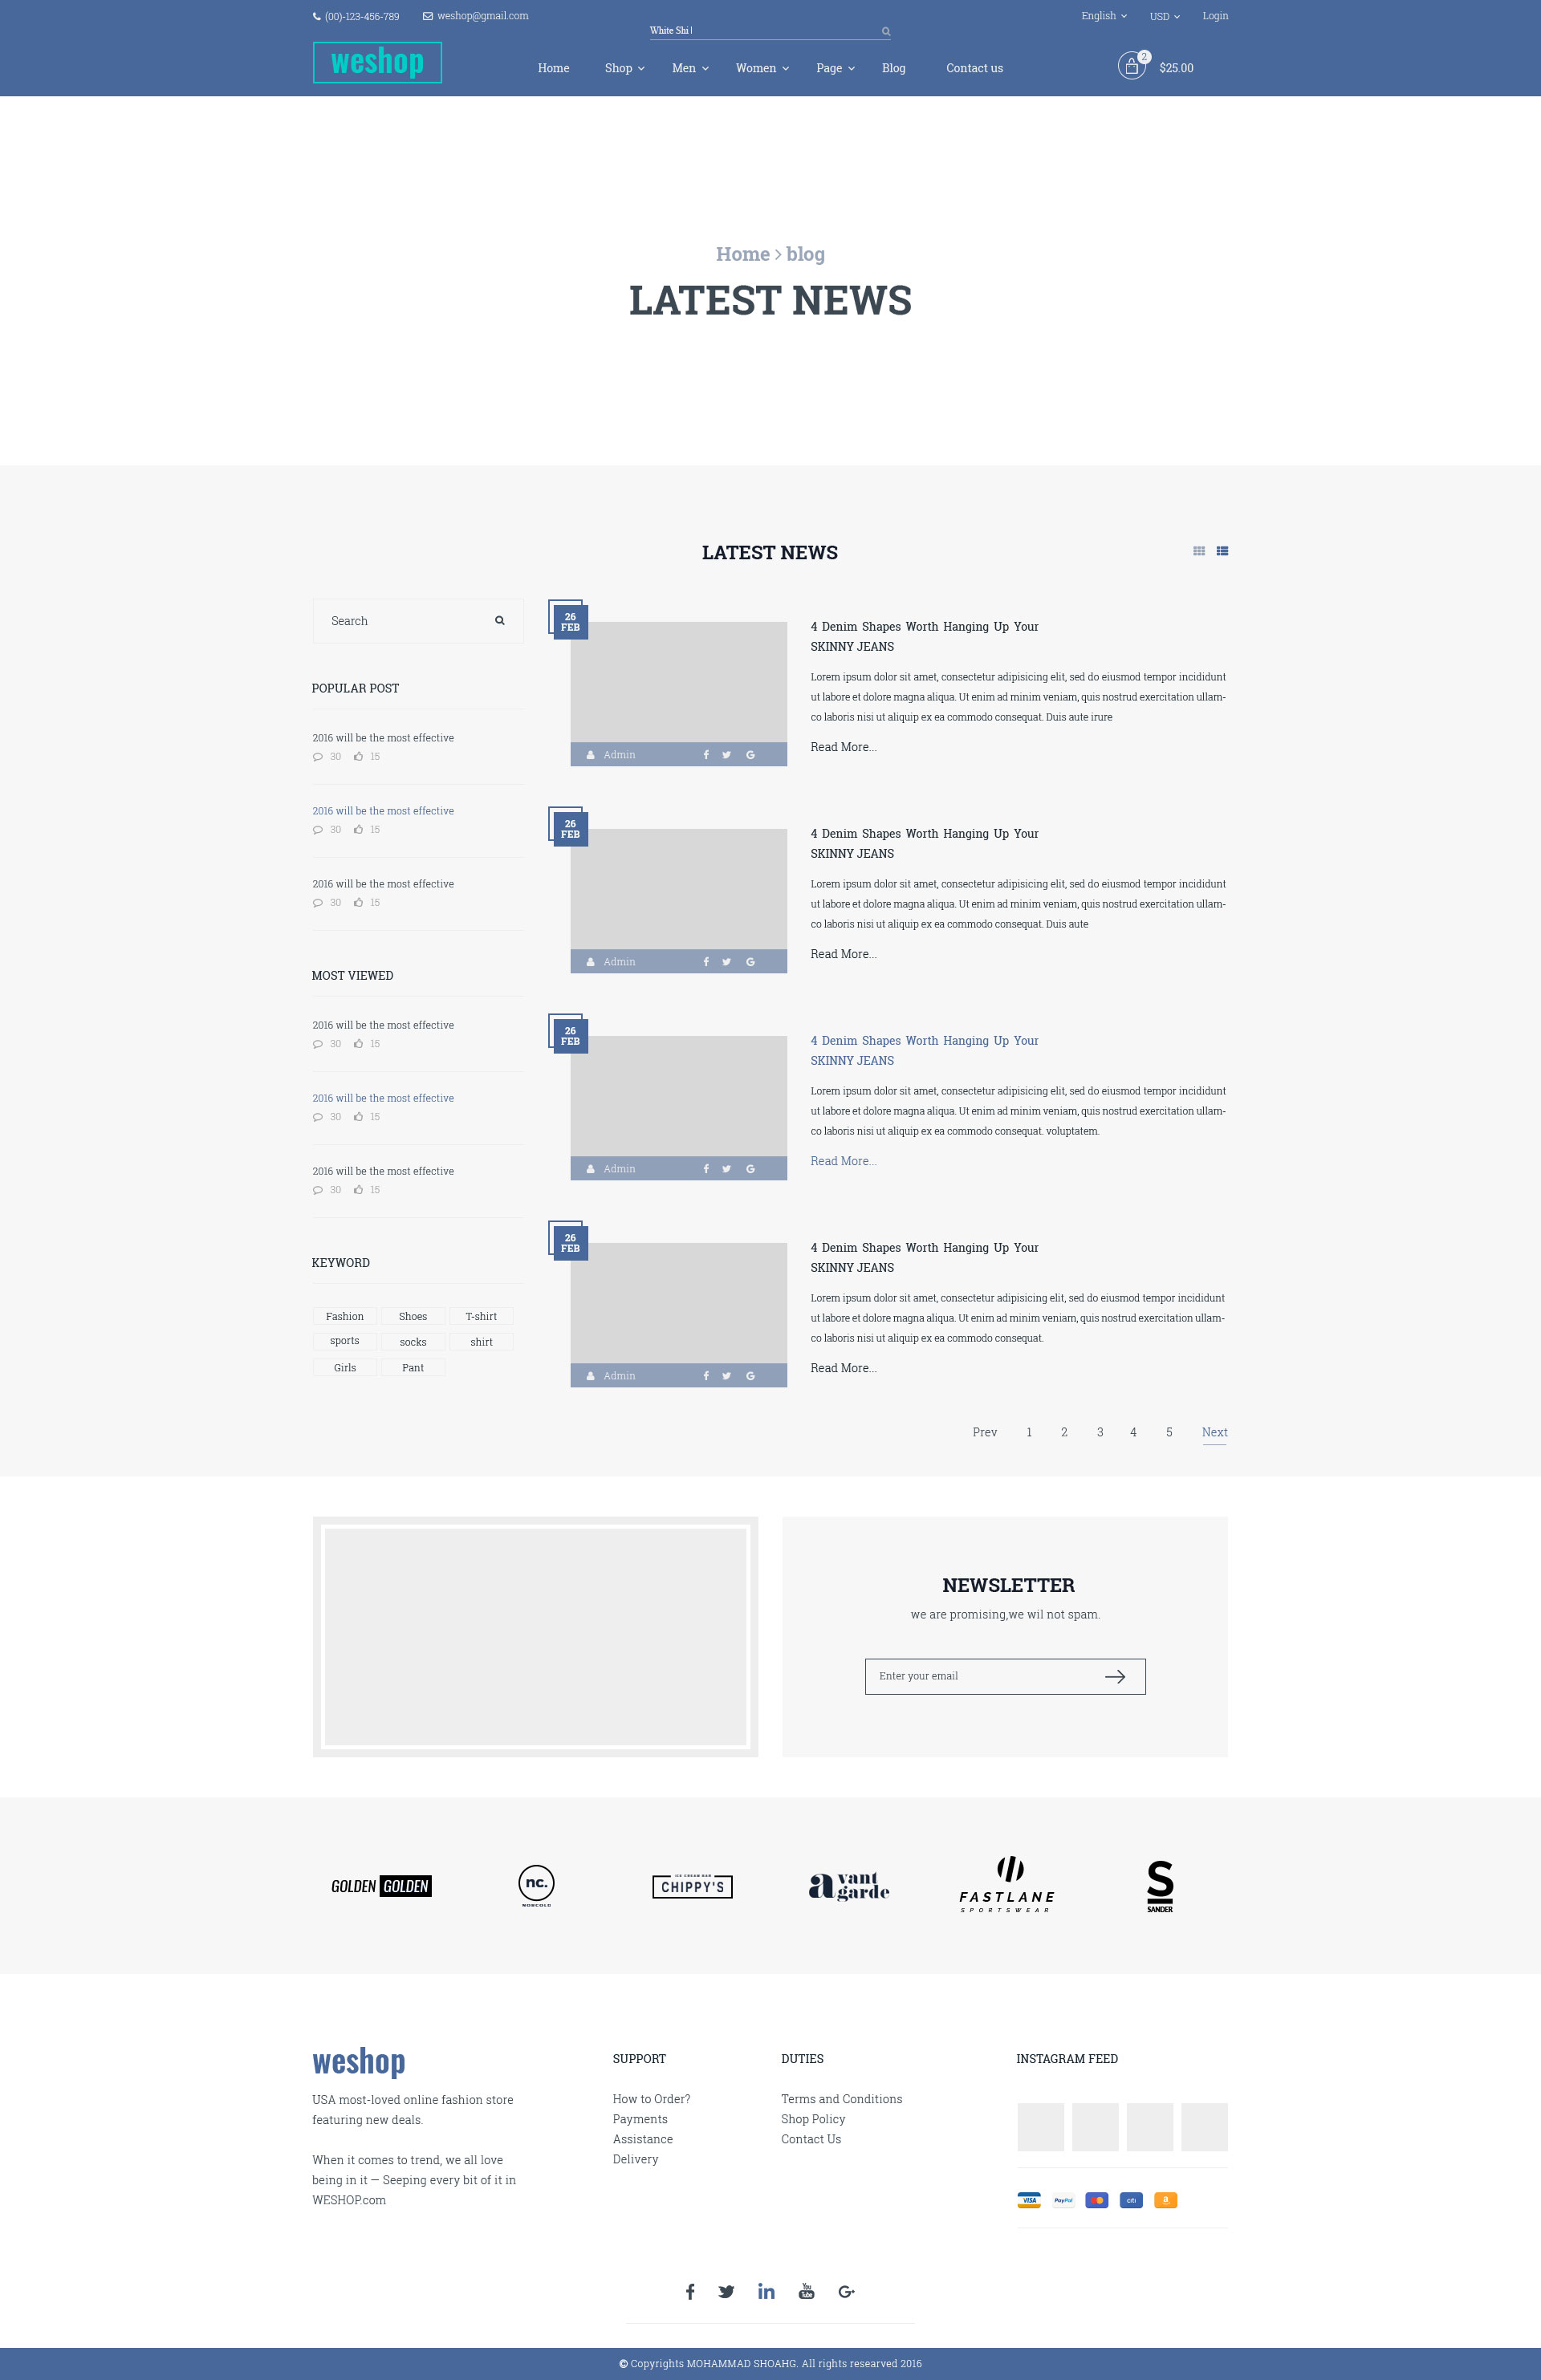 (00)-123-456-789 weshop@gmail.com English USD Login
White Shi
weshop Home Shop Men Women Page Blog Contact us 2 $25.00
Home > blog
LATEST NEWS
LATEST NEWS
Search
POPULAR POST
2016 will be the most effective
30 15
2016 will be the most effective
30 15
2016 will be the most effective
30 15
MOST VIEWED
2016 will be the most effective
30 15
2016 will be the most effective
30 15
2016 will be the most effective
30 15
KEYWORD
Fashion Shoes T-shirt
sports socks shirt
Girls Pant
26
FEB
Admin
4 Denim Shapes Worth Hanging Up Your
SKINNY JEANS
Lorem ipsum dolor sit amet, consectetur adipisicing elit, sed do eiusmod tempor incididunt
ut labore et dolore magna aliqua. Ut enim ad minim veniam, quis nostrud exercitation ullam-
co laboris nisi ut aliquip ex ea commodo consequat. Duis aute irure
Read More...
26
FEB
Admin
4 Denim Shapes Worth Hanging Up Your
SKINNY JEANS
Lorem ipsum dolor sit amet, consectetur adipisicing elit, sed do eiusmod tempor incididunt
ut labore et dolore magna aliqua. Ut enim ad minim veniam, quis nostrud exercitation ullam-
co laboris nisi ut aliquip ex ea commodo consequat. Duis aute
Read More...
26
FEB
Admin
4 Denim Shapes Worth Hanging Up Your
SKINNY JEANS
Lorem ipsum dolor sit amet, consectetur adipisicing elit, sed do eiusmod tempor incididunt
ut labore et dolore magna aliqua. Ut enim ad minim veniam, quis nostrud exercitation ullam-
co laboris nisi ut aliquip ex ea commodo consequat. voluptatem.
Read More...
26
FEB
Admin
4 Denim Shapes Worth Hanging Up Your
SKINNY JEANS
Lorem ipsum dolor sit amet, consectetur adipisicing elit, sed do eiusmod tempor incididunt
ut labore et dolore magna aliqua. Ut enim ad minim veniam, quis nostrud exercitation ullam-
co laboris nisi ut aliquip ex ea commodo consequat.
Read More...
Prev 1 2 3 4 5 Next
NEWSLETTER
we are promising,we wil not spam.
Enter your email
GOLDEN GOLDEN
nc.
NORCOLD
ICE CREAM BAR
CHIPPY'S
avant
garde
FASTLANE
SPORTSWEAR
S
SANDER
weshop
USA most-loved online fashion store
featuring new deals.
When it comes to trend, we all love
being in it — Seeping every bit of it in
WESHOP.com
SUPPORT
How to Order?
Payments
Assistance
Delivery
DUTIES
Terms and Conditions
Shop Policy
Contact Us
INSTAGRAM FEED
VISA PayPal citi a
You Tube
© Copyrights MOHAMMAD SHOAHG. All rights researved 2016